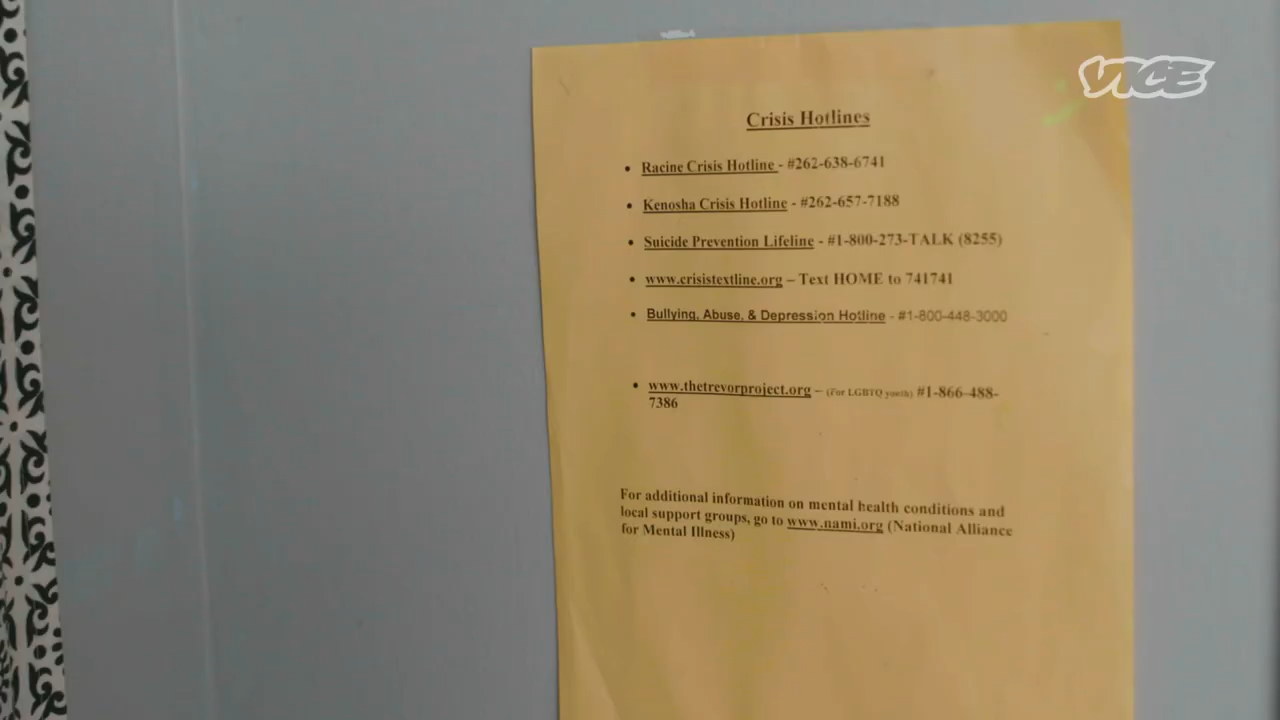 VICE
Crisis Hotlines
• Racine Crisis Hotline - #262-638-6741
• Kenosha Crisis Hotline - #262-657-7188
• Suicide Prevention Lifeline - #1-800-273-TALK (8255)
• www.crisistextline.org – Text HOME to 741741
• Bullying, Abuse, & Depression Hotline - #1-800-448-3000
• www.thetrevorproject.org – (For LGBTQ youth) #1-866-488-
7386
For additional information on mental health conditions and
local support groups, go to www.nami.org (National Alliance
for Mental Illness)